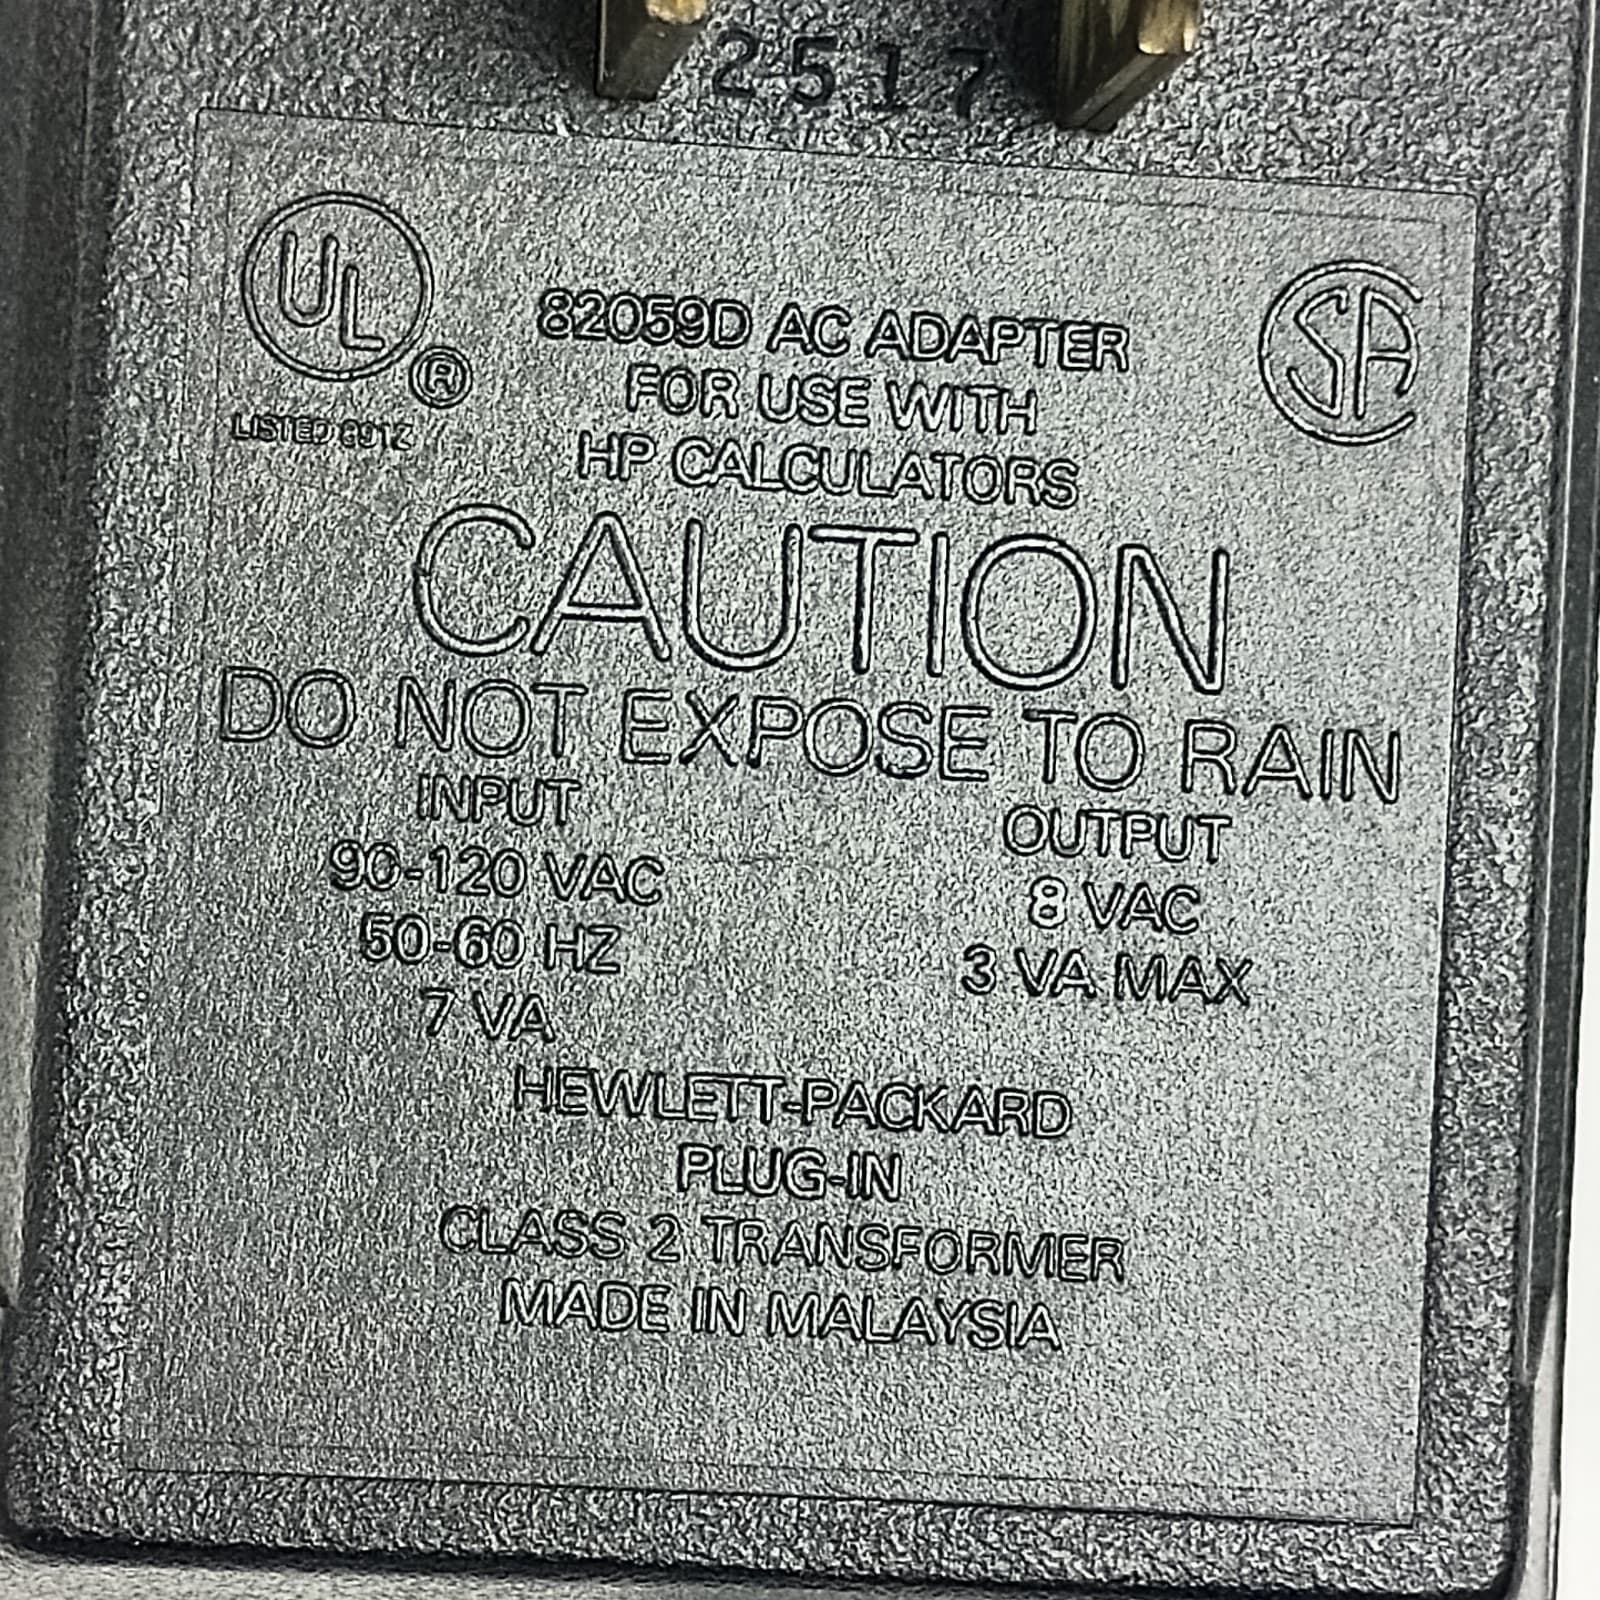 2517
UL
®
LISTED 891Z
82059D AC ADAPTER
FOR USE WITH
HP CALCULATORS
SA
CAUTION
DO NOT EXPOSE TO RAIN
INPUT
90-120 VAC
50-60 HZ
7 VA
OUTPUT
8 VAC
3 VA MAX
HEWLETT-PACKARD
PLUG-IN
CLASS 2 TRANSFORMER
MADE IN MALAYSIA